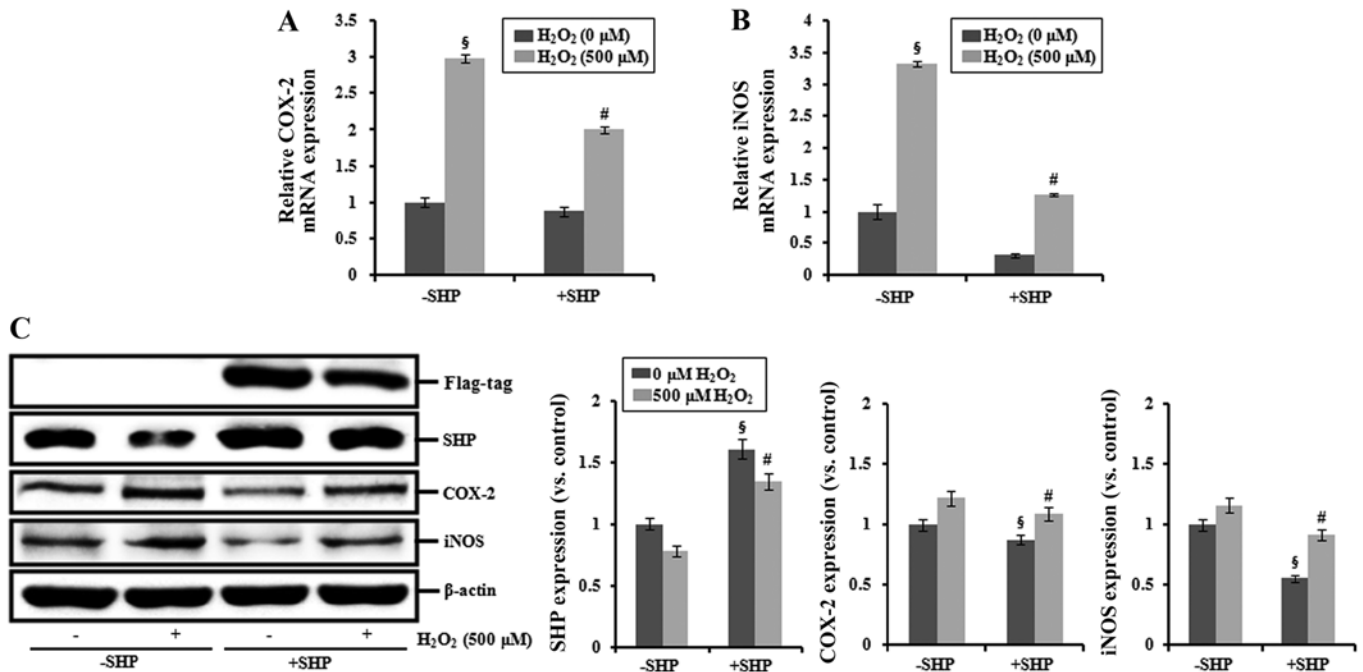 A
Relative COX-2
mRNA expression
3.5
3
2.5
2
1.5
1
0.5
0
§
#
H₂O₂ (0 µM)
H₂O₂ (500 µM)
-SHP
+SHP
B
Relative iNOS
mRNA expression
4
3.5
3
2.5
2
1.5
1
0.5
0
§
#
H₂O₂ (0 µM)
H₂O₂ (500 µM)
-SHP
+SHP
C
Flag-tag
SHP
COX-2
iNOS
β-actin
- + - + H₂O₂ (500 µM)
-SHP +SHP
SHP expression (vs. control)
2
1.5
1
0.5
0
0 µM H₂O₂
500 µM H₂O₂
§
#
-SHP +SHP
COX-2 expression (vs. control)
2
1.5
1
0.5
0
§
#
-SHP +SHP
iNOS expression (vs. control)
2
1.5
1
0.5
0
§
#
-SHP +SHP